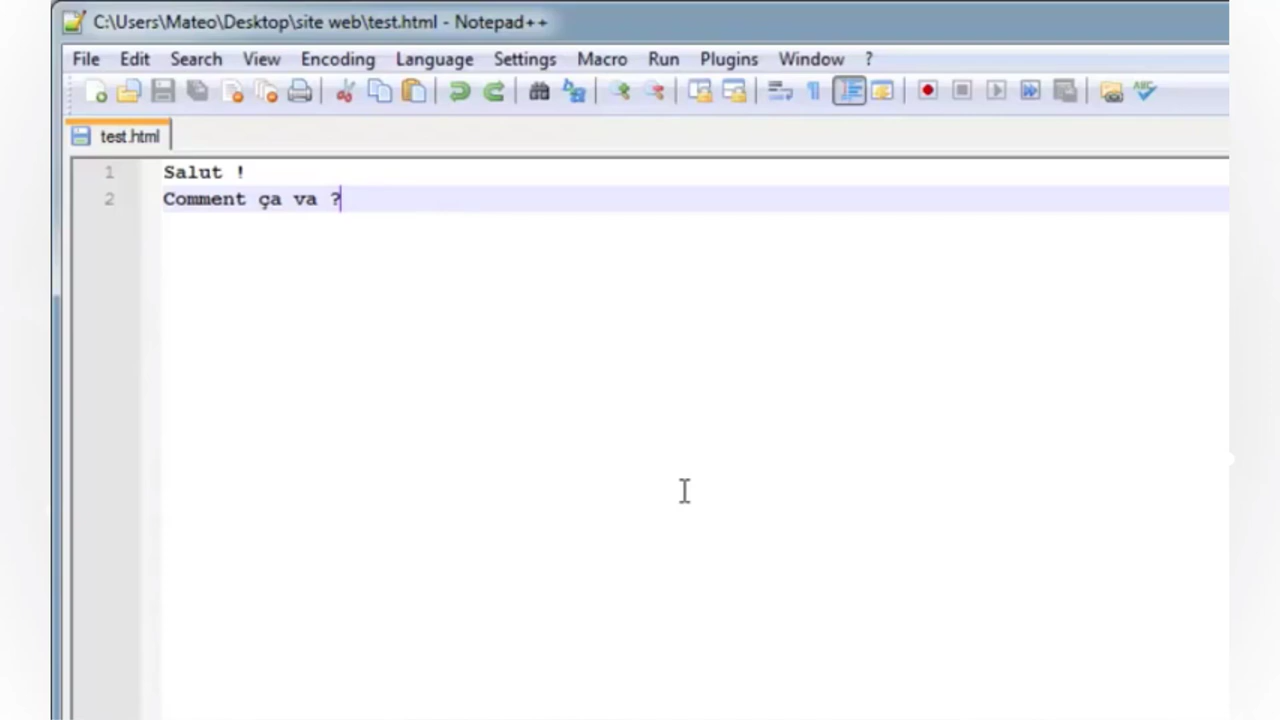 C:\Users\Mateo\Desktop\site web\test.html - Notepad++
File Edit Search View Encoding Language Settings Macro Run Plugins Window ?
test.html
1 Salut !
2 Comment ça va ?